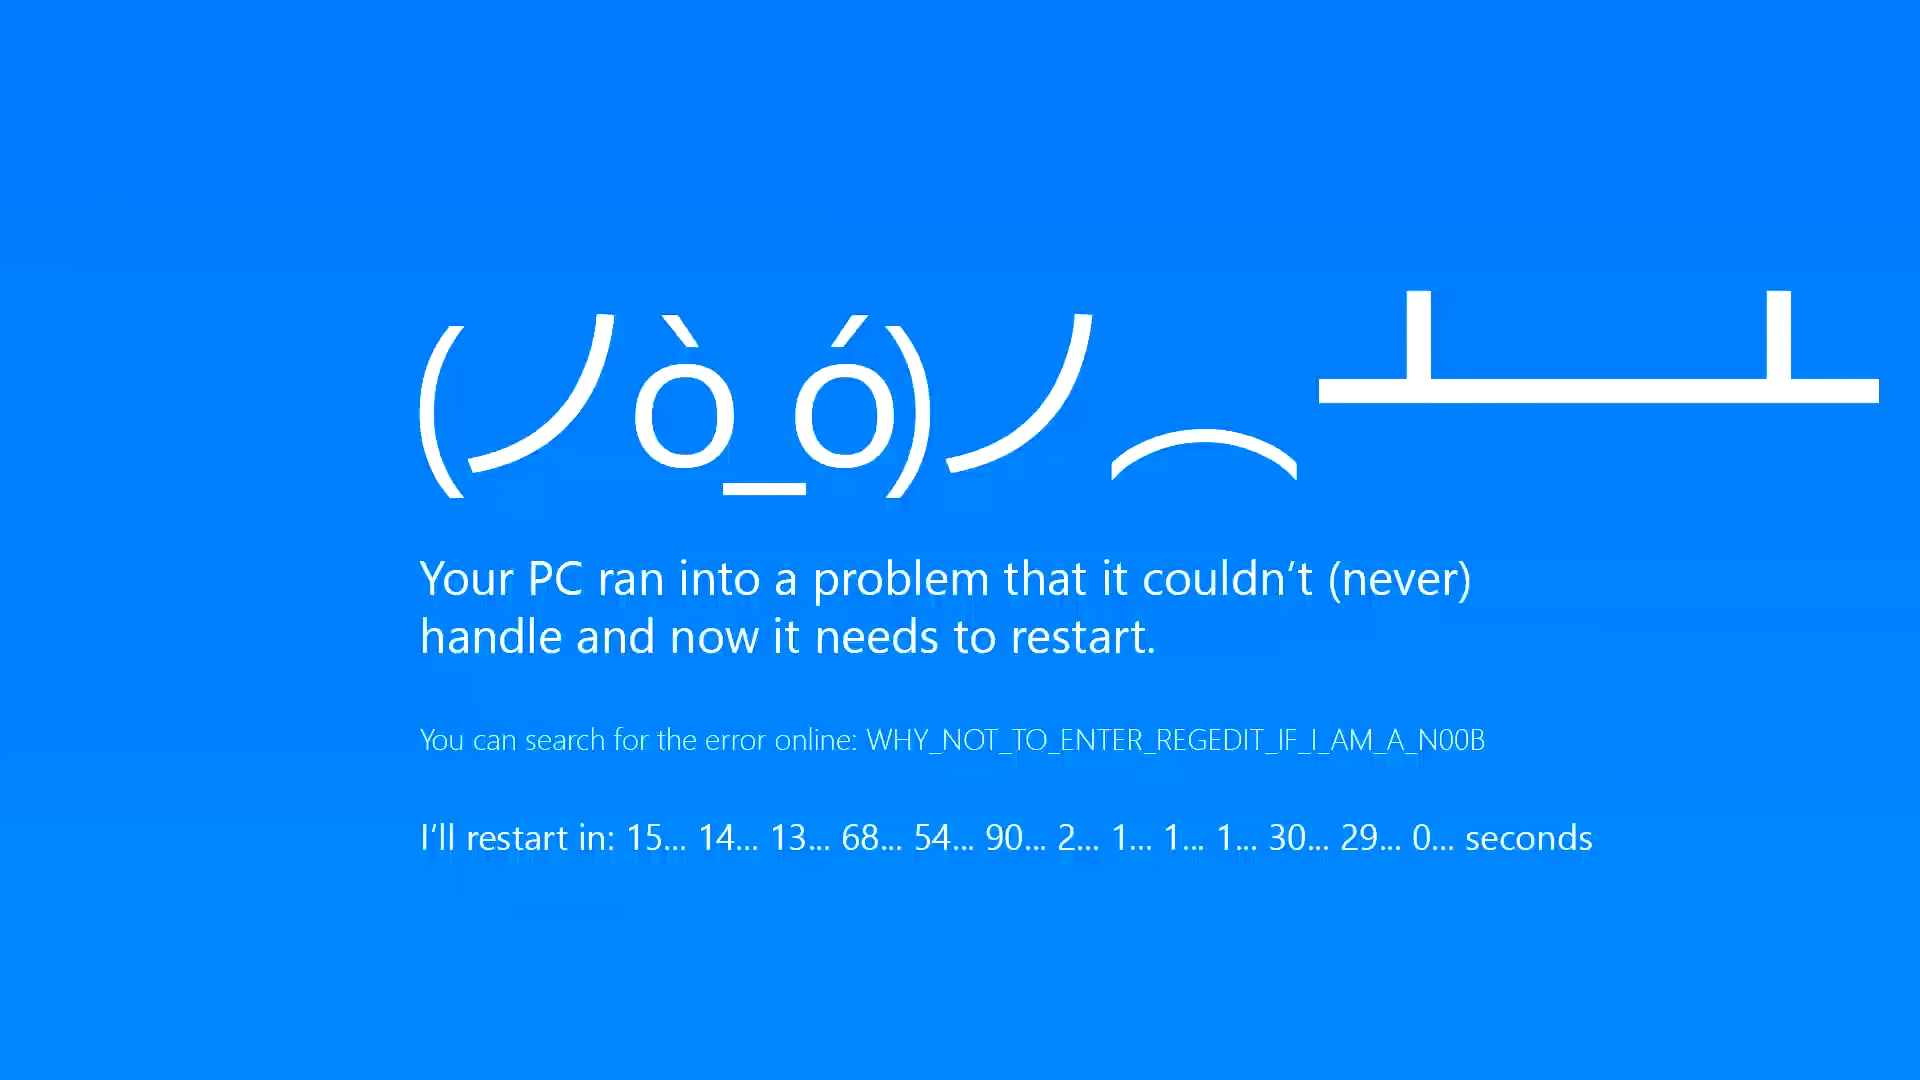 (ノò_ó)ノ ︵ ┻━┻
Your PC ran into a problem that it couldn’t (never)
handle and now it needs to restart.
You can search for the error online: WHY_NOT_TO_ENTER_REGEDIT_IF_I_AM_A_N00B
I‘ll restart in: 15... 14... 13... 68... 54... 90... 2... 1... 1... 1... 30... 29... 0... seconds